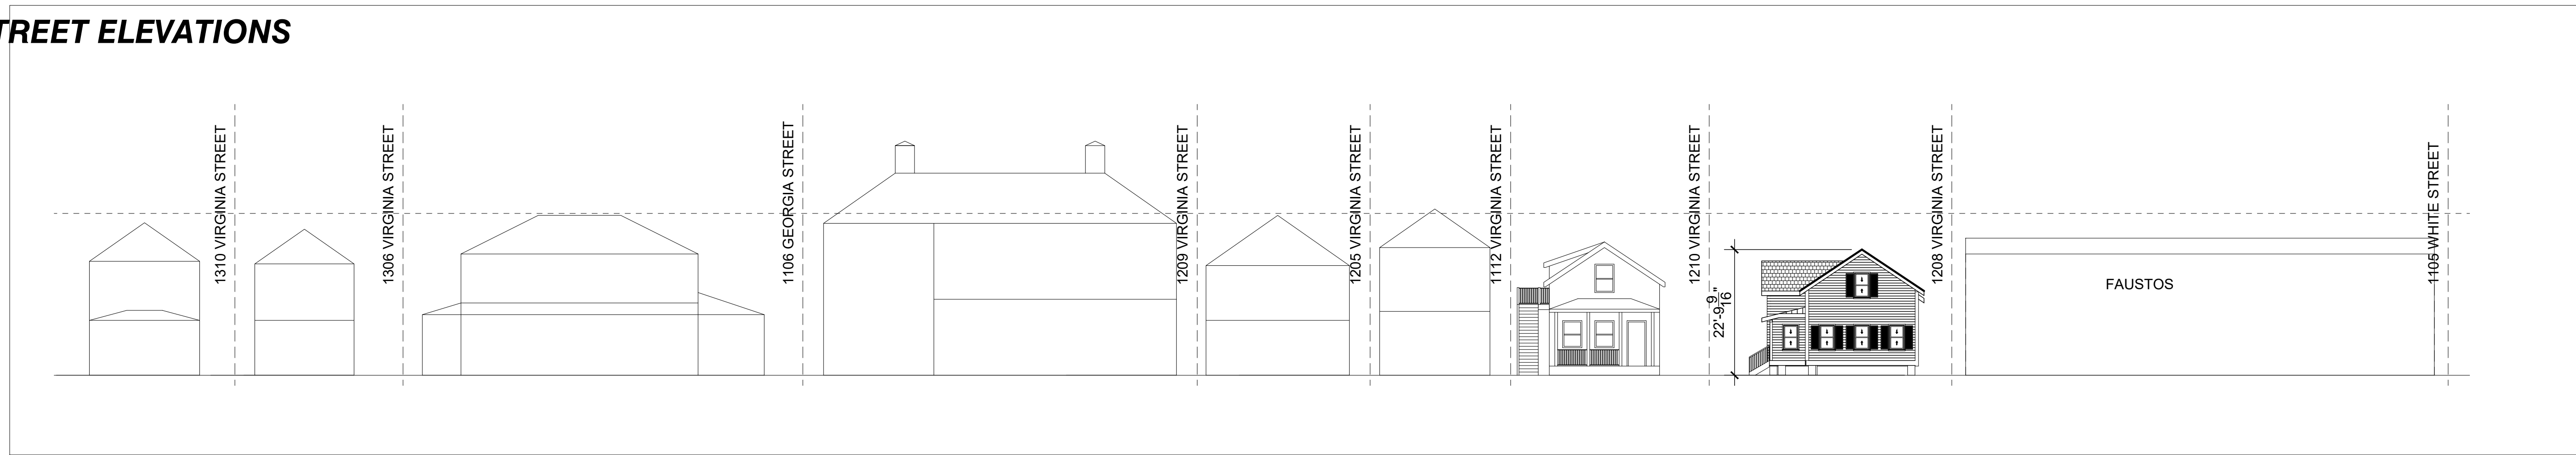 TREET ELEVATIONS
1310 VIRGINIA STREET
1306 VIRGINIA STREET
1106 GEORGIA STREET
1209 VIRGINIA STREET
1205 VIRGINIA STREET
1112 VIRGINIA STREET
1210 VIRGINIA STREET
22'-9 9/16"
1208 VIRGINIA STREET
FAUSTOS
1105 WHITE STREET